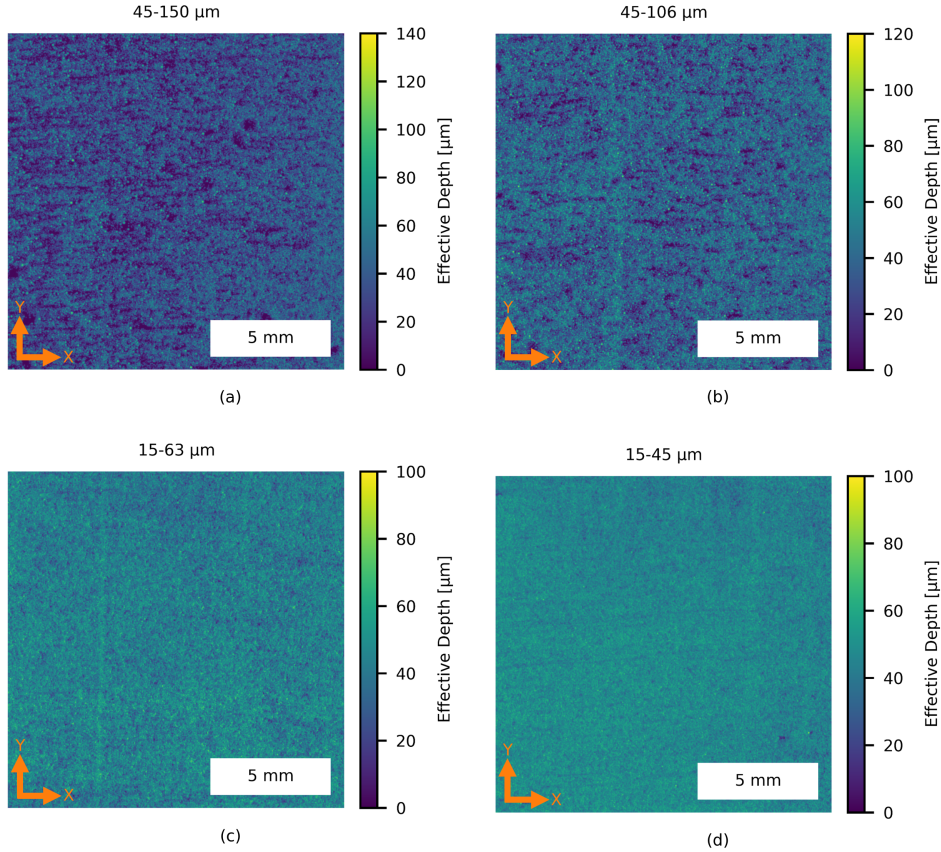 45-150 µm
45-106 µm
140
120
100
80
60
40
20
0
Effective Depth [µm]
Y
X
5 mm
(a)
120
100
80
60
40
20
0
Effective Depth [µm]
Y
X
5 mm
(b)
15-63 µm
15-45 µm
100
80
60
40
20
0
Effective Depth [µm]
Y
X
5 mm
(c)
100
80
60
40
20
0
Effective Depth [µm]
Y
X
5 mm
(d)